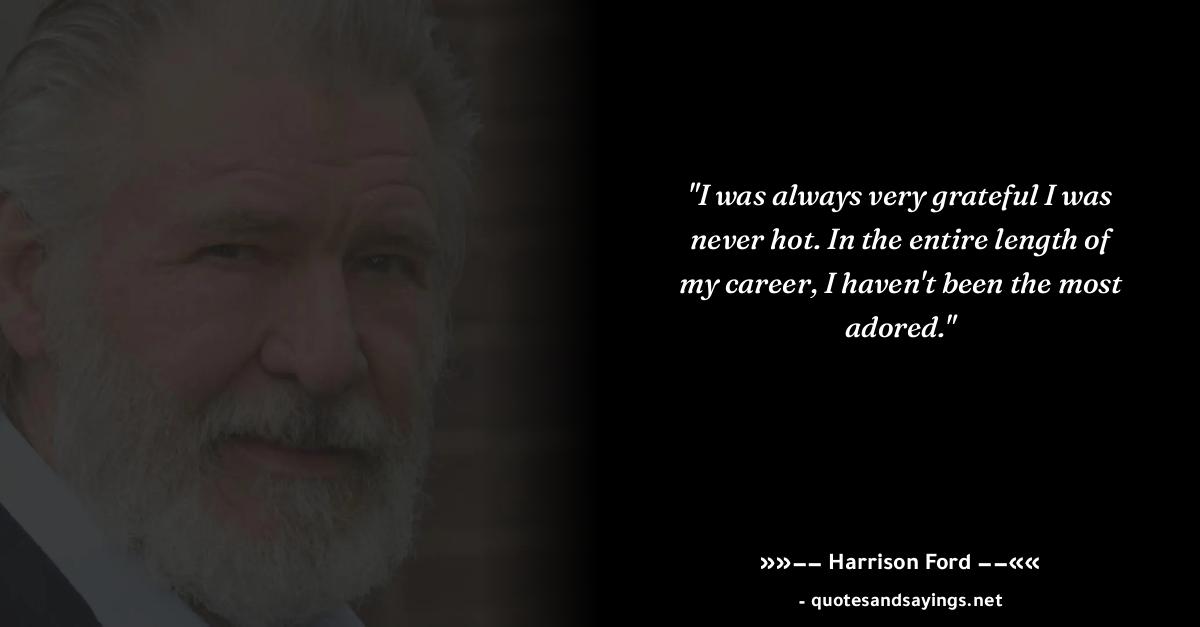 "I was always very grateful I was
never hot. In the entire length of
my career, I haven't been the most
adored."
»»–– Harrison Ford ––««
- quotesandsayings.net